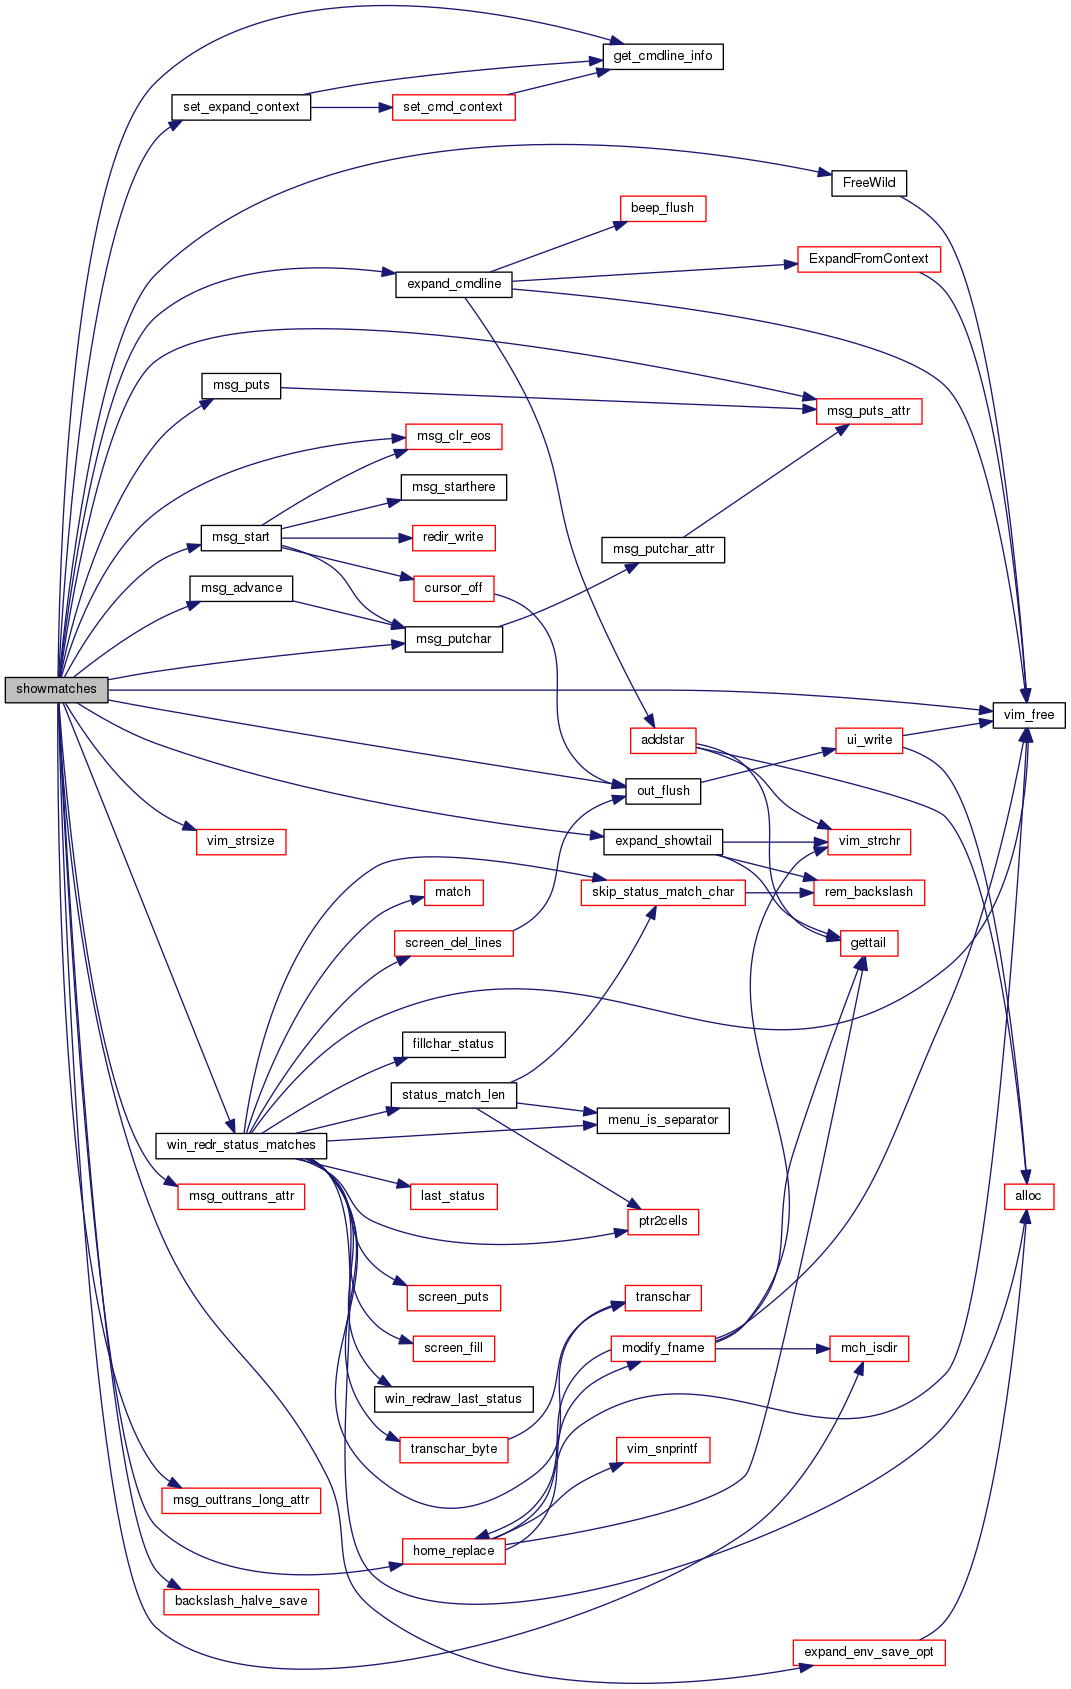 get_cmdline_info
set_expand_context
set_cmd_context
FreeWild
beep_flush
ExpandFromContext
expand_cmdline
msg_puts
msg_puts_attr
msg_clr_eos
msg_starthere
msg_start
redir_write
msg_putchar_attr
msg_advance
cursor_off
msg_putchar
showmatches
vim_free
addstar
ui_write
out_flush
vim_strsize
expand_showtail
vim_strchr
match
skip_status_match_char
rem_backslash
screen_del_lines
gettail
fillchar_status
status_match_len
menu_is_separator
win_redr_status_matches
msg_outtrans_attr
last_status
alloc
ptr2cells
screen_puts
transchar
screen_fill
modify_fname
mch_isdir
win_redraw_last_status
transchar_byte
vim_snprintf
msg_outtrans_long_attr
home_replace
backslash_halve_save
expand_env_save_opt